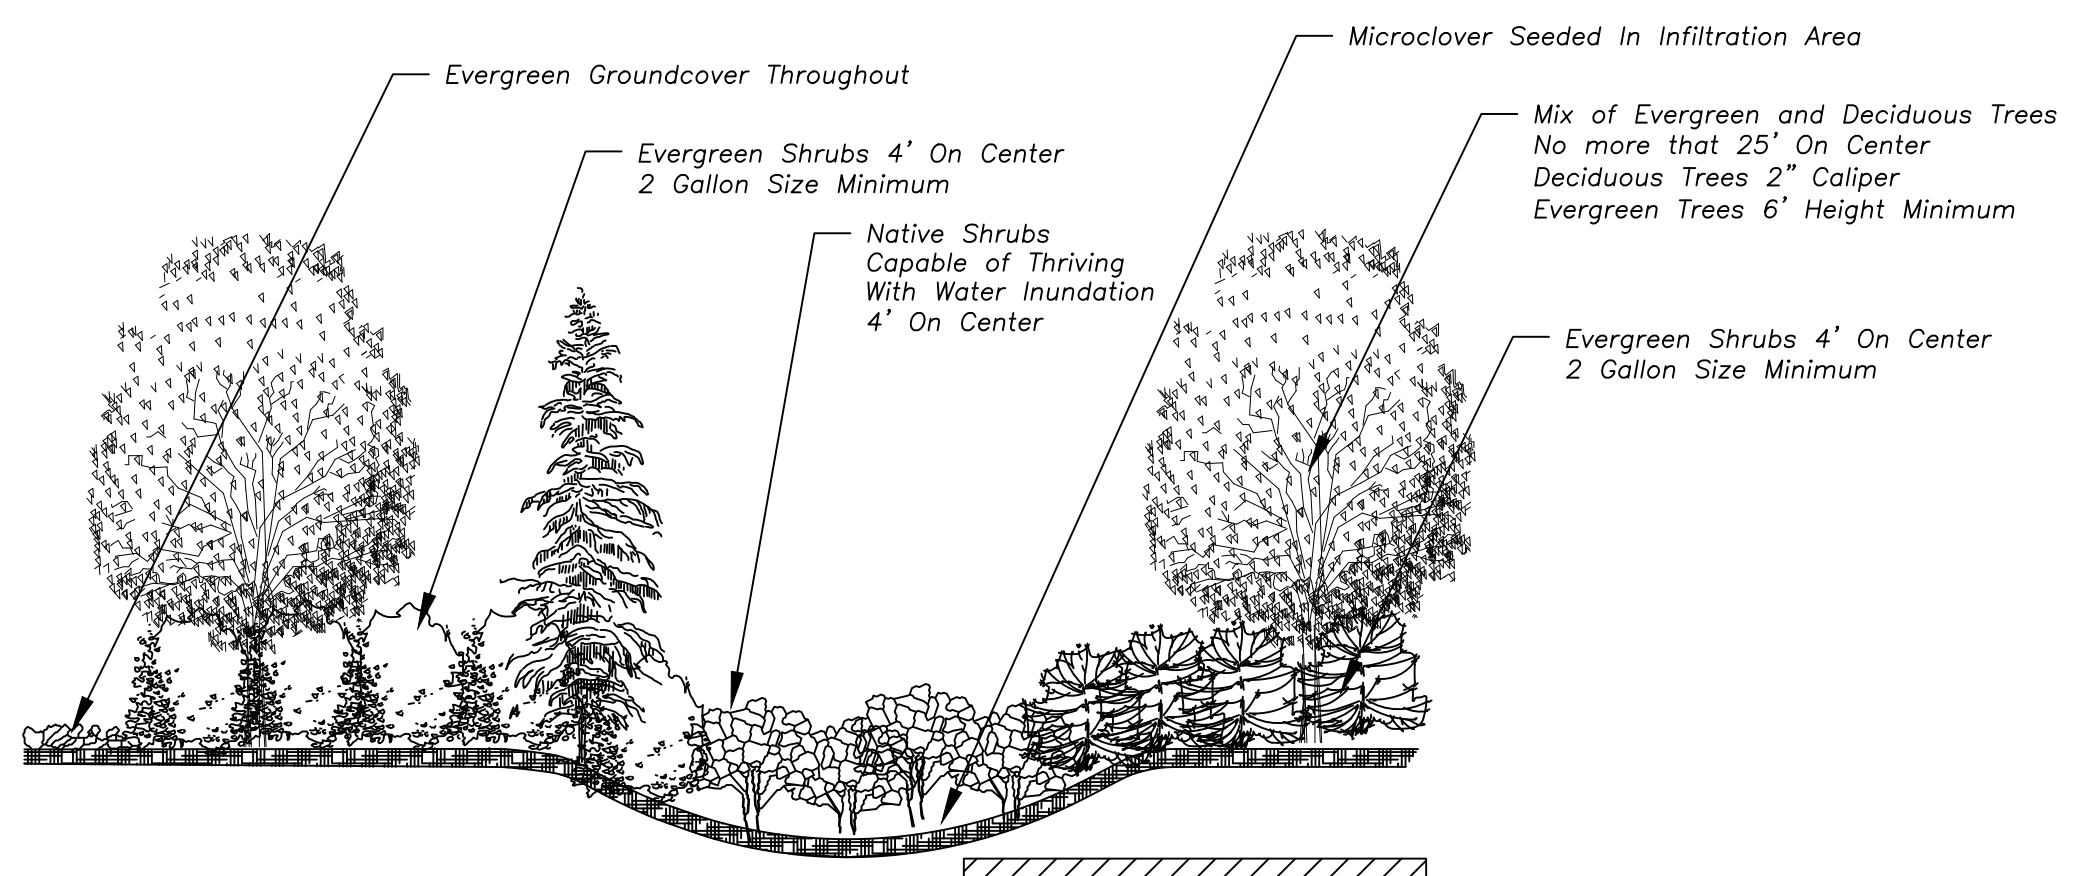 Microclover Seeded In Infiltration Area
Evergreen Groundcover Throughout
Mix of Evergreen and Deciduous Trees
No more that 25' On Center
Deciduous Trees 2” Caliper
Evergreen Trees 6' Height Minimum
Evergreen Shrubs 4' On Center
2 Gallon Size Minimum
Native Shrubs
Capable of Thriving
With Water Inundation
4' On Center
Evergreen Shrubs 4' On Center
2 Gallon Size Minimum